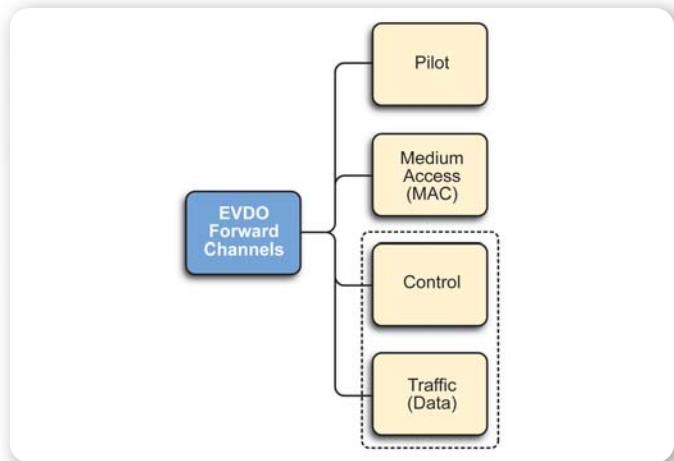 Pilot
Medium
Access
(MAC)
EVDO
Forward
Channels
Control
Traffic
(Data)